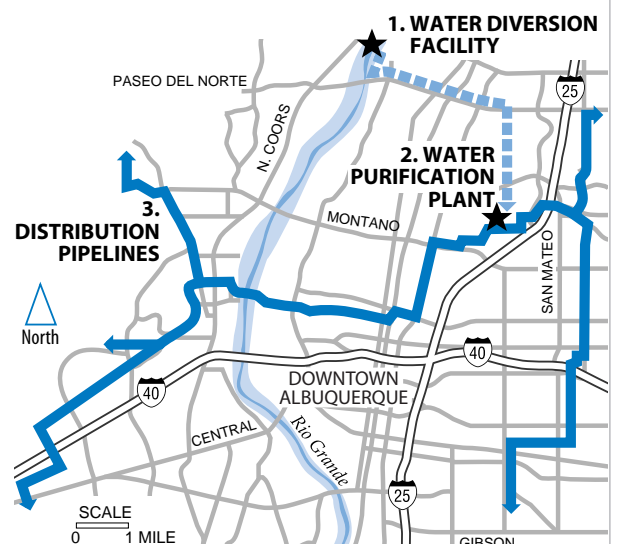 1. WATER DIVERSION
FACILITY
PASEO DEL NORTE
25
N. COORS
2. WATER
PURIFICATION
PLANT
3.
DISTRIBUTION
PIPELINES
MONTANO
SAN MATEO
North
40
DOWNTOWN
ALBUQUERQUE
40
CENTRAL
Rio Grande
25
SCALE
0 1 MILE
GIBSON